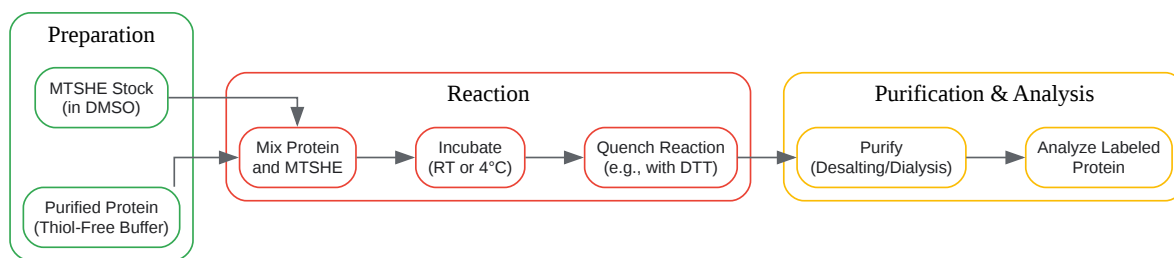 Preparation
MTSHE Stock
(in DMSO)
Purified Protein
(Thiol-Free Buffer)
Reaction
Mix Protein
and MTSHE
Incubate
(RT or 4°C)
Quench Reaction
(e.g., with DTT)
Purification & Analysis
Purify
(Desalting/Dialysis)
Analyze Labeled
Protein